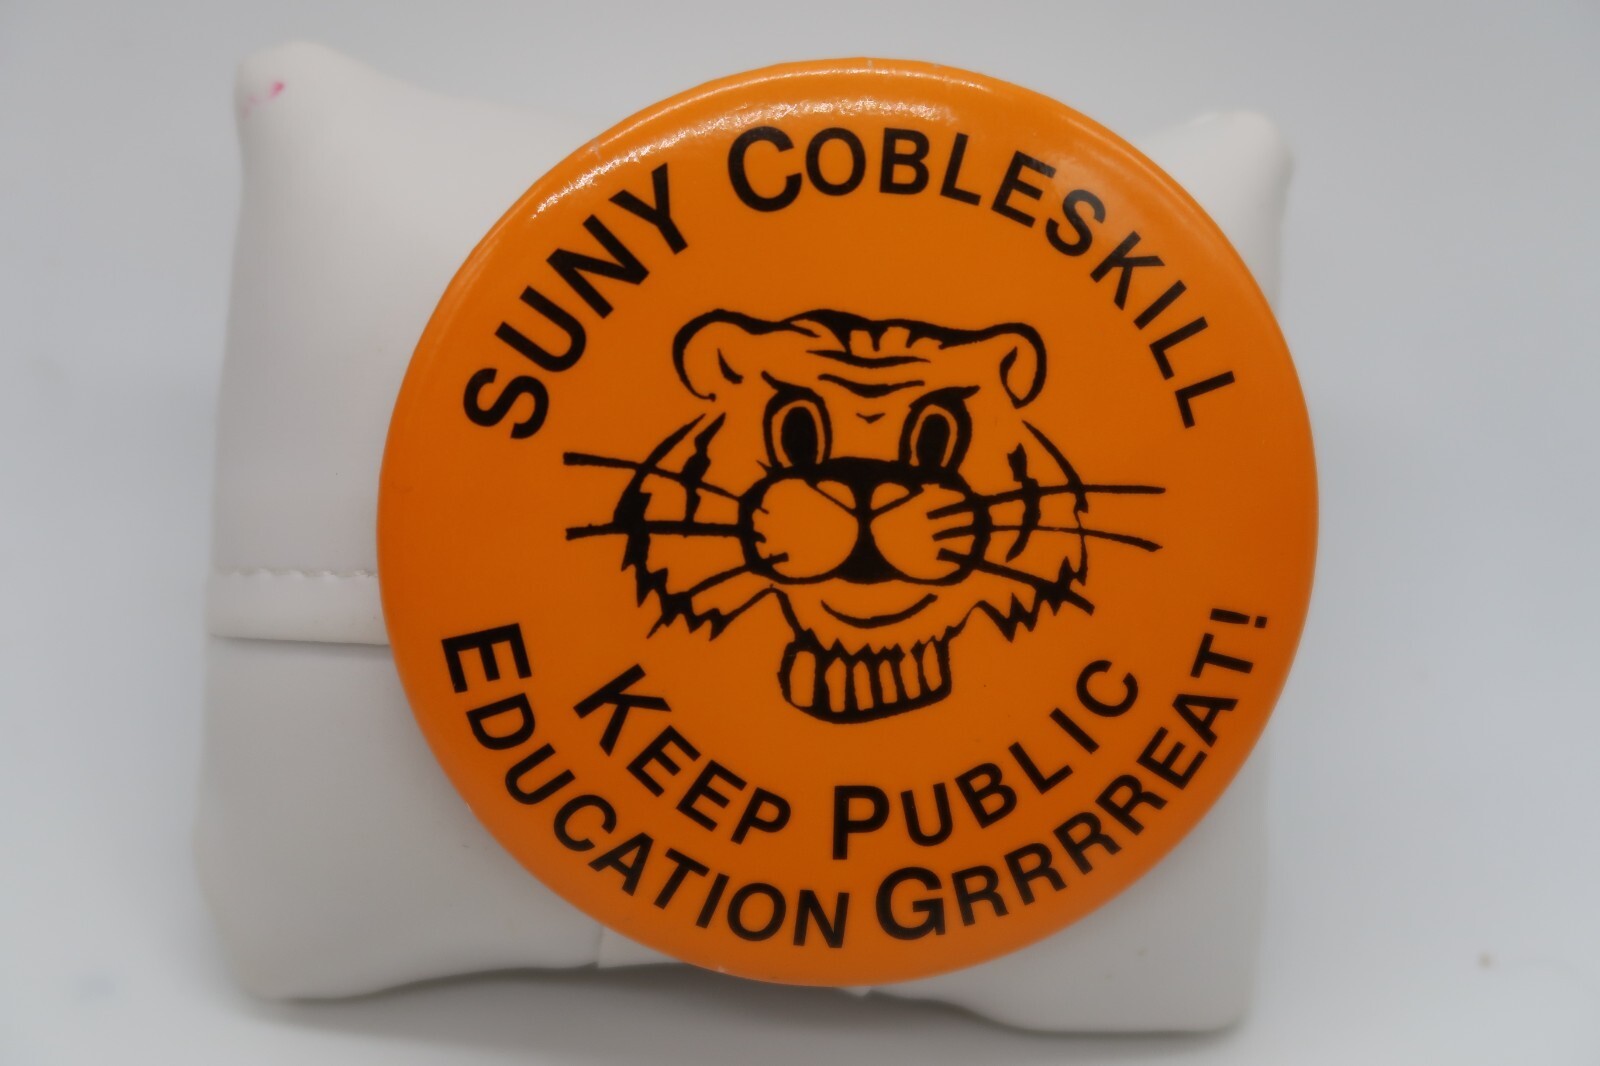 SUNY COBLESKILL
KEEP PUBLIC
EDUCATION GRRRREAT!